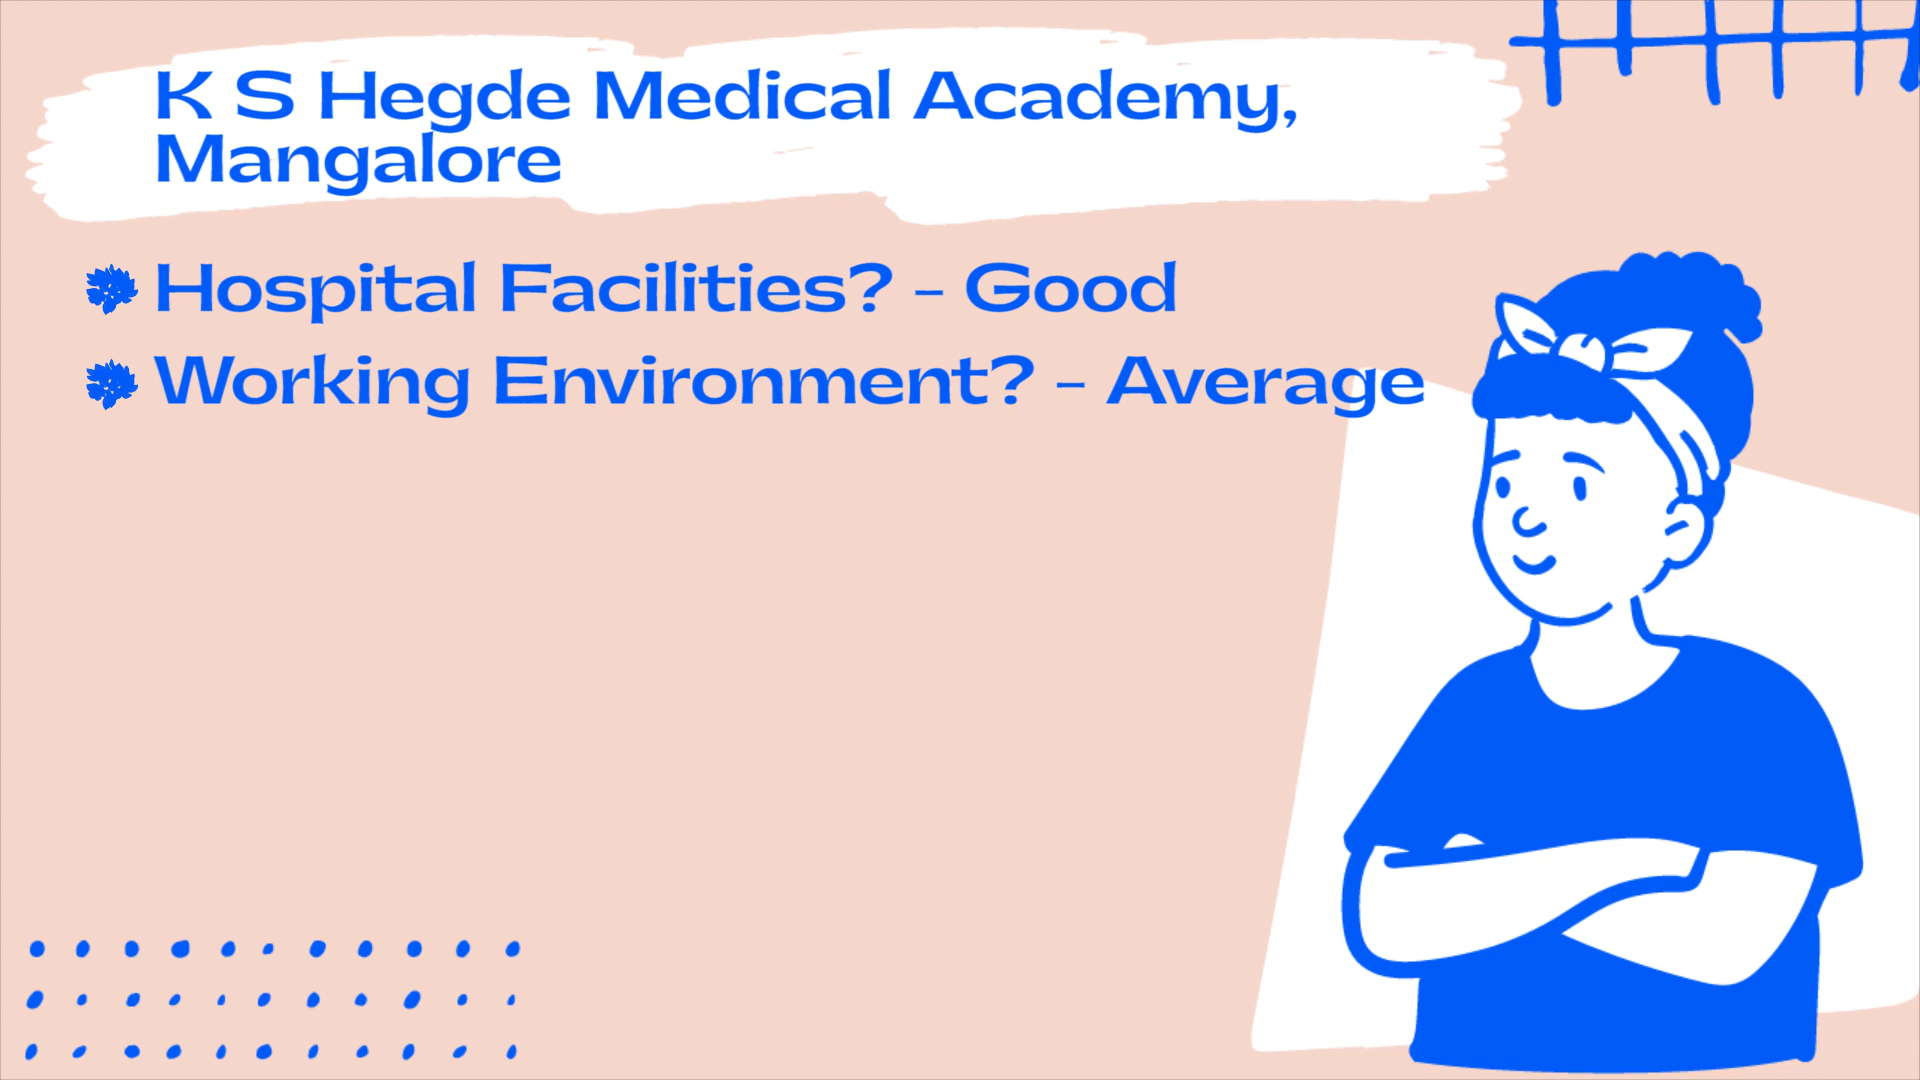 K S Hegde Medical Academy,
Mangalore
Hospital Facilities? - Good
Working Environment? - Average